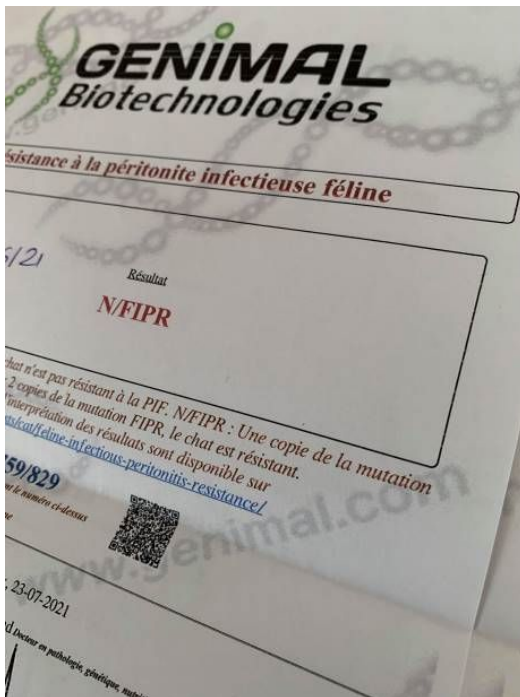 GENIMAL
Biotechnologies
résistance à la péritonite infectieuse féline
/21
Résultat
N/FIPR
chat n'est pas résistant à la PIF. N/FIPR : Une copie de la mutation
2 copies de la mutation FIPR, le chat est résistant.
l'interprétation des résultats sont disponible sur
/cat/feline-infectious-peritonitis-resistance/
59/829
le numéro ci-dessus
www.genimal.com
23-07-2021
Docteur en pathologie, génétique,